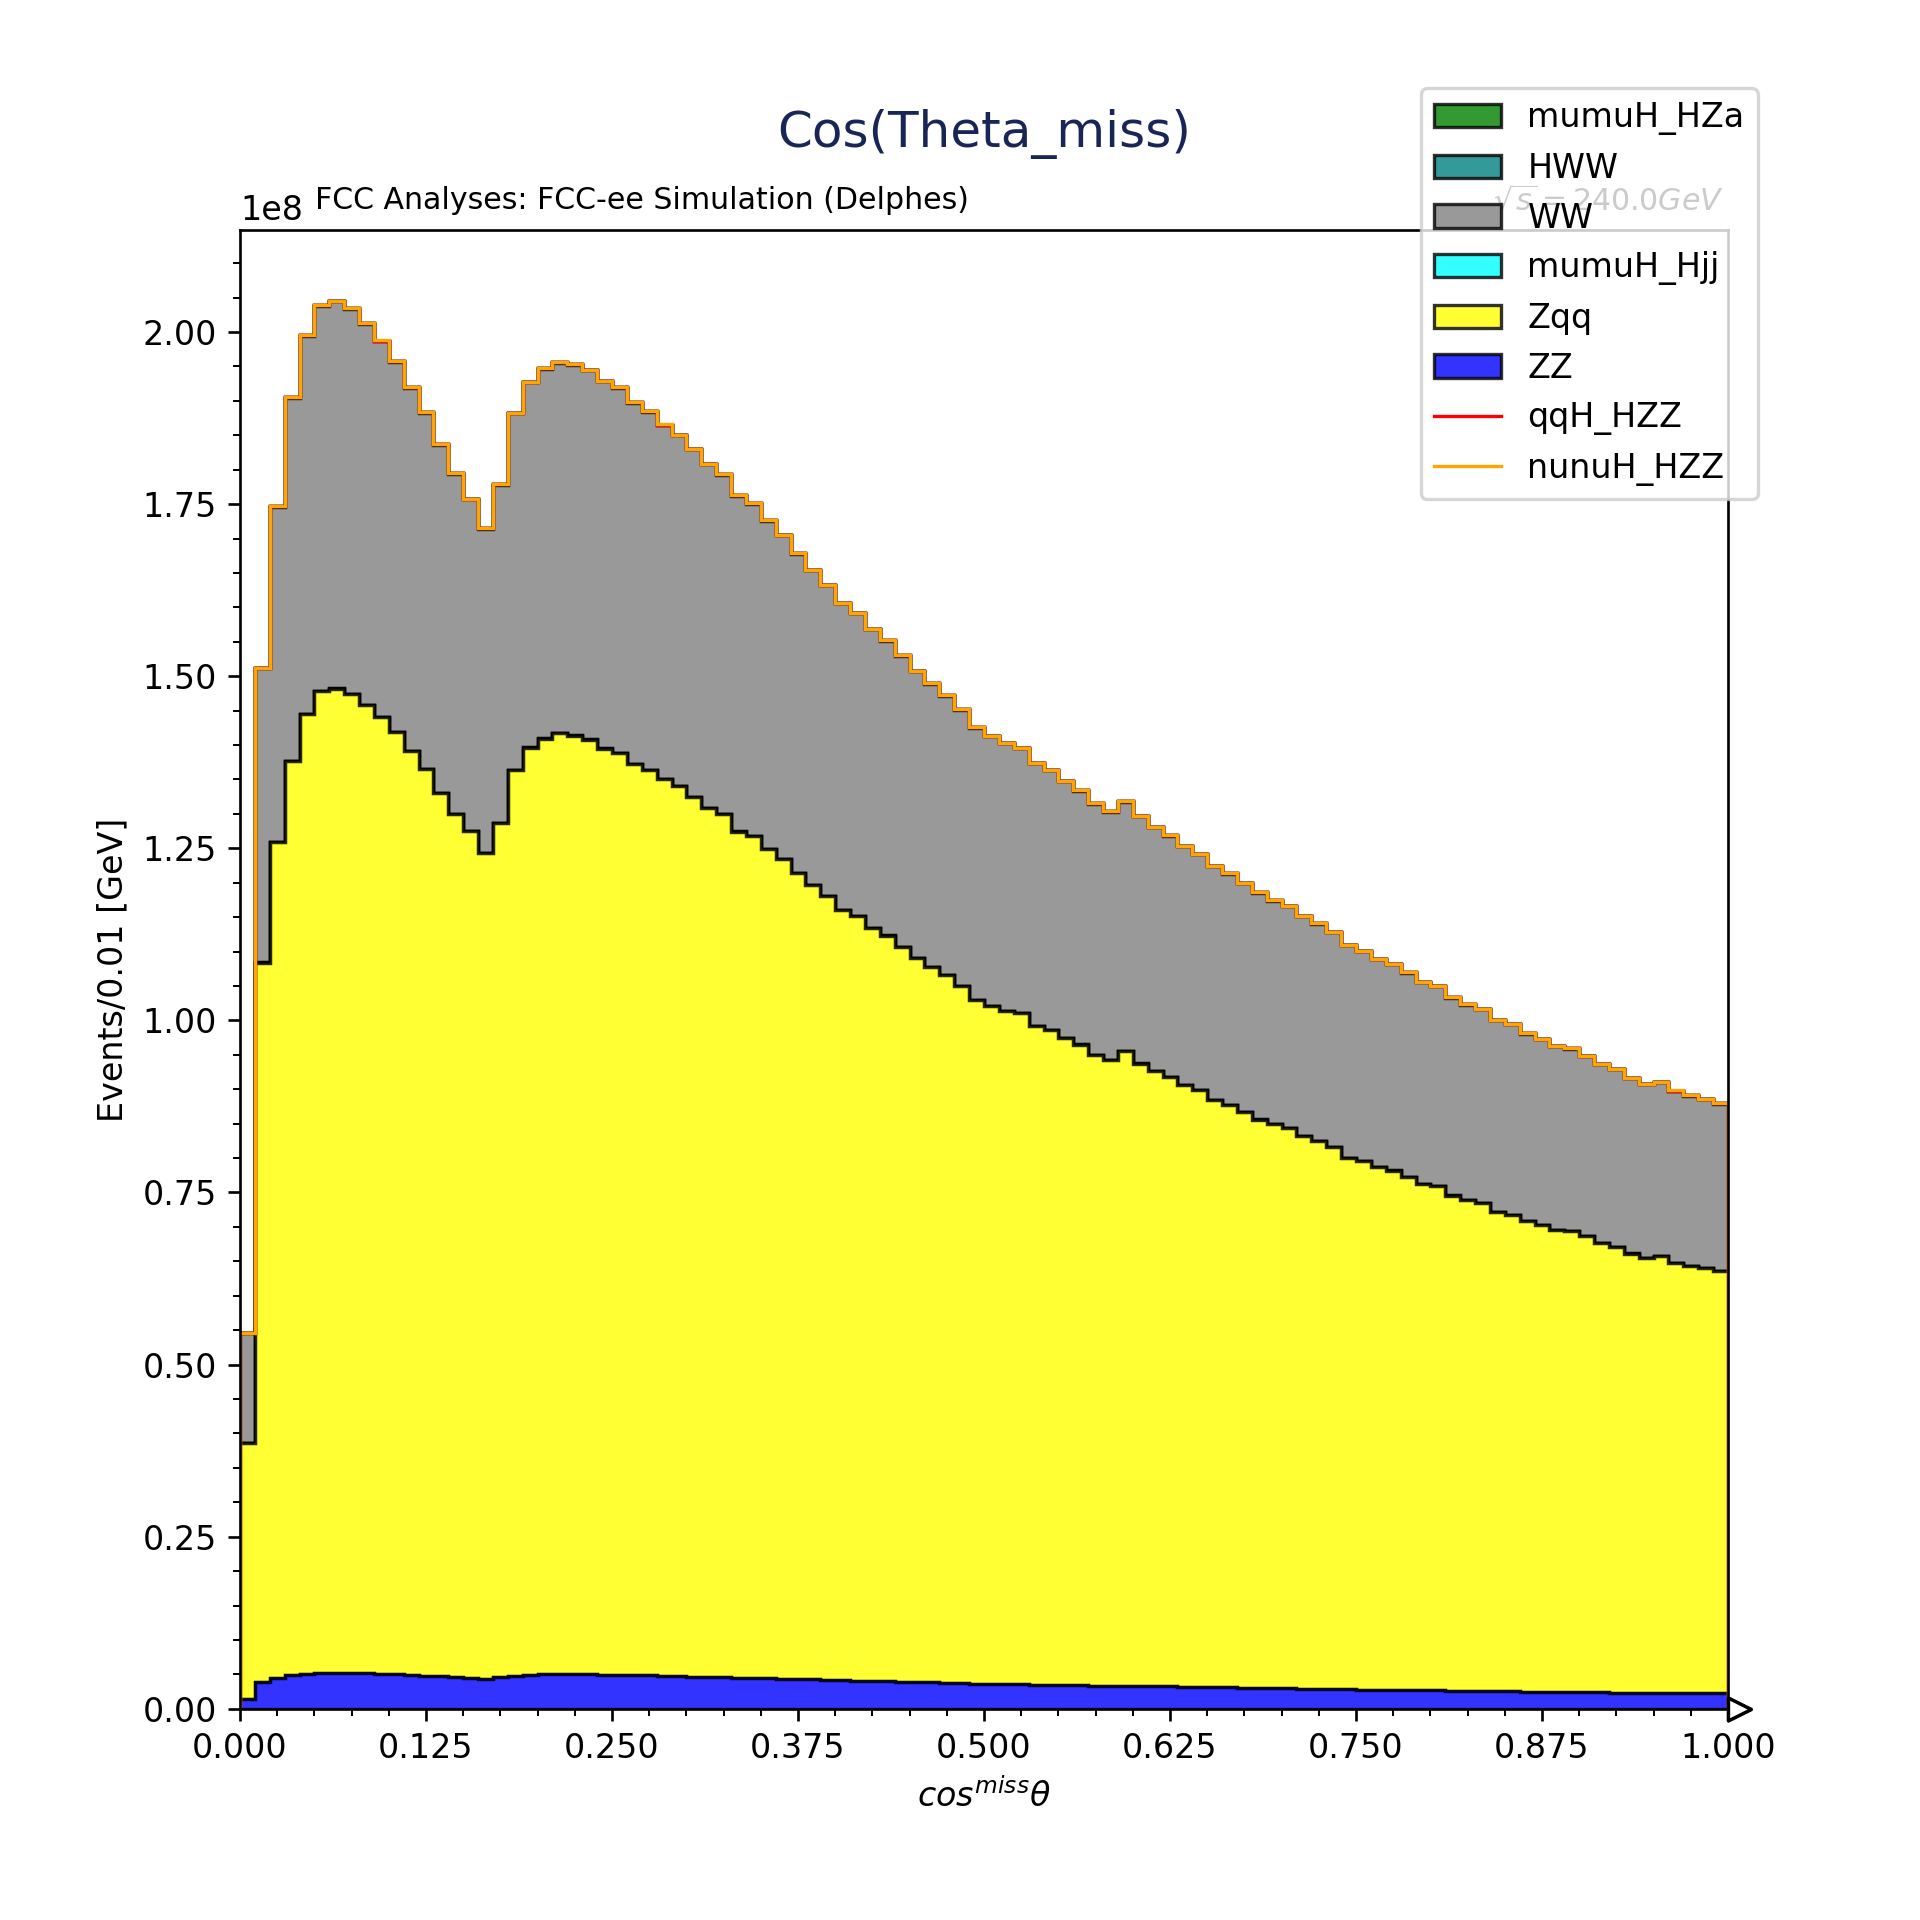 Cos(Theta_miss)
1e8 FCC Analyses: FCC-ee Simulation (Delphes)
√s = 240.0GeV
mumuH_HZa
HWW
WW
mumuH_Hjj
Zqq
ZZ
qqH_HZZ
nunuH_HZZ
Events/0.01 [GeV]
2.00
1.75
1.50
1.25
1.00
0.75
0.50
0.25
0.00
0.000 0.125 0.250 0.375 0.500 0.625 0.750 0.875 1.000
cos^{miss}θ